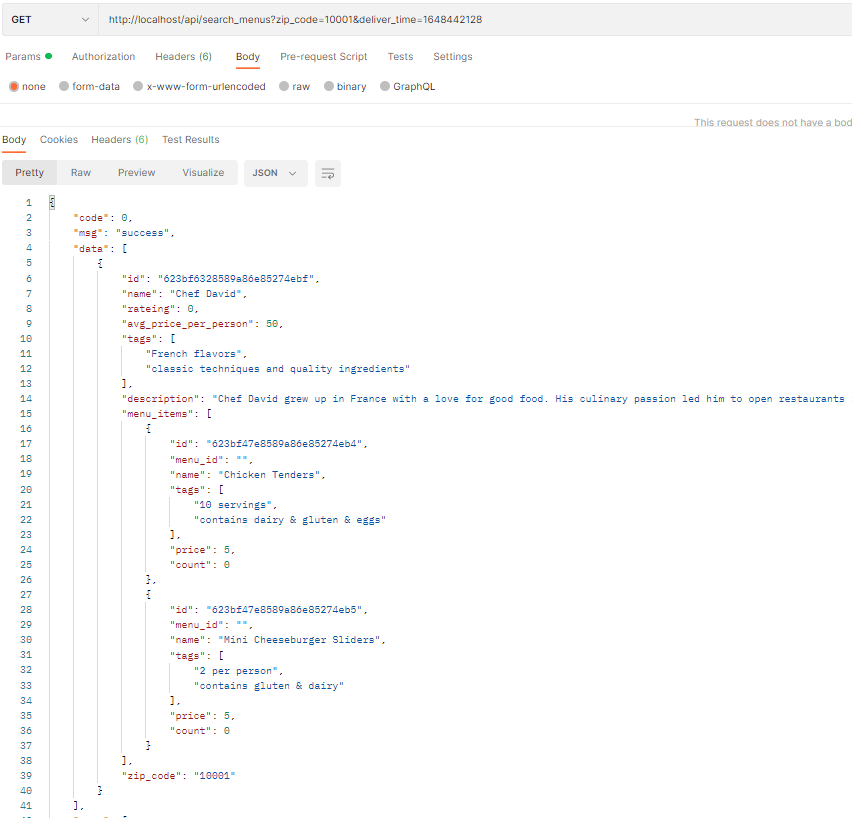 GET http://localhost/api/search_menus?zip_code=10001&deliver_time=1648442128
Params Authorization Headers (6) Body Pre-request Script Tests Settings
none form-data x-www-form-urlencoded raw binary GraphQL
This request does not have a bod
Body Cookies Headers (6) Test Results
Pretty Raw Preview Visualize JSON
1 {
2 "code": 0,
3 "msg": "success",
4 "data": [
5 {
6 "id": "623bf6328589a86e85274ebf",
7 "name": "Chef David",
8 "rateing": 0,
9 "avg_price_per_person": 50,
10 "tags": [
11 "French flavors",
12 "classic techniques and quality ingredients"
13 ],
14 "description": "Chef David grew up in France with a love for good food. His culinary passion led him to open restaurants
15 "menu_items": [
16 {
17 "id": "623bf47e8589a86e85274eb4",
18 "menu_id": "",
19 "name": "Chicken Tenders",
20 "tags": [
21 "10 servings",
22 "contains dairy & gluten & eggs"
23 ],
24 "price": 5,
25 "count": 0
26 },
27 {
28 "id": "623bf47e8589a86e85274eb5",
29 "menu_id": "",
30 "name": "Mini Cheeseburger Sliders",
31 "tags": [
32 "2 per person",
33 "contains gluten & dairy"
34 ],
35 "price": 5,
36 "count": 0
37 }
38 ],
39 "zip_code": "10001"
40 }
41 ],